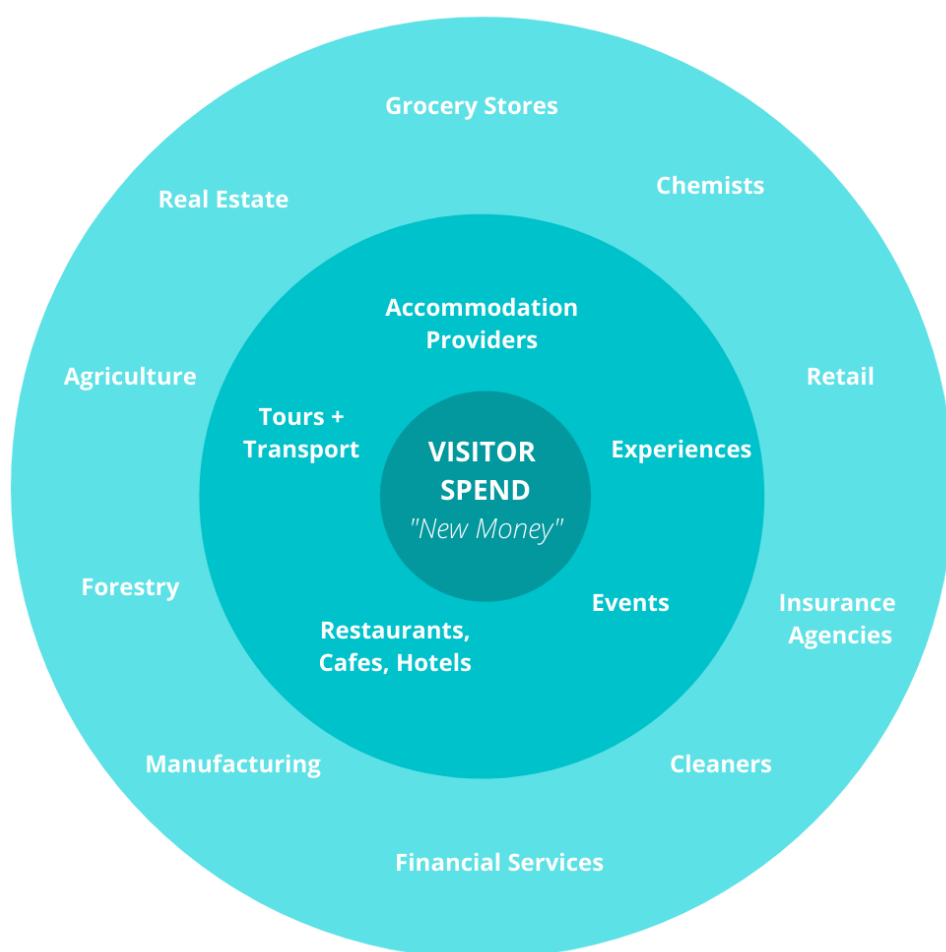 Grocery Stores
Chemists
Real Estate
Accommodation
Providers
Agriculture
Retail
Tours +
Transport
VISITOR
SPEND
"New Money"
Experiences
Forestry
Events
Insurance
Agencies
Restaurants,
Cafes, Hotels
Manufacturing
Cleaners
Financial Services